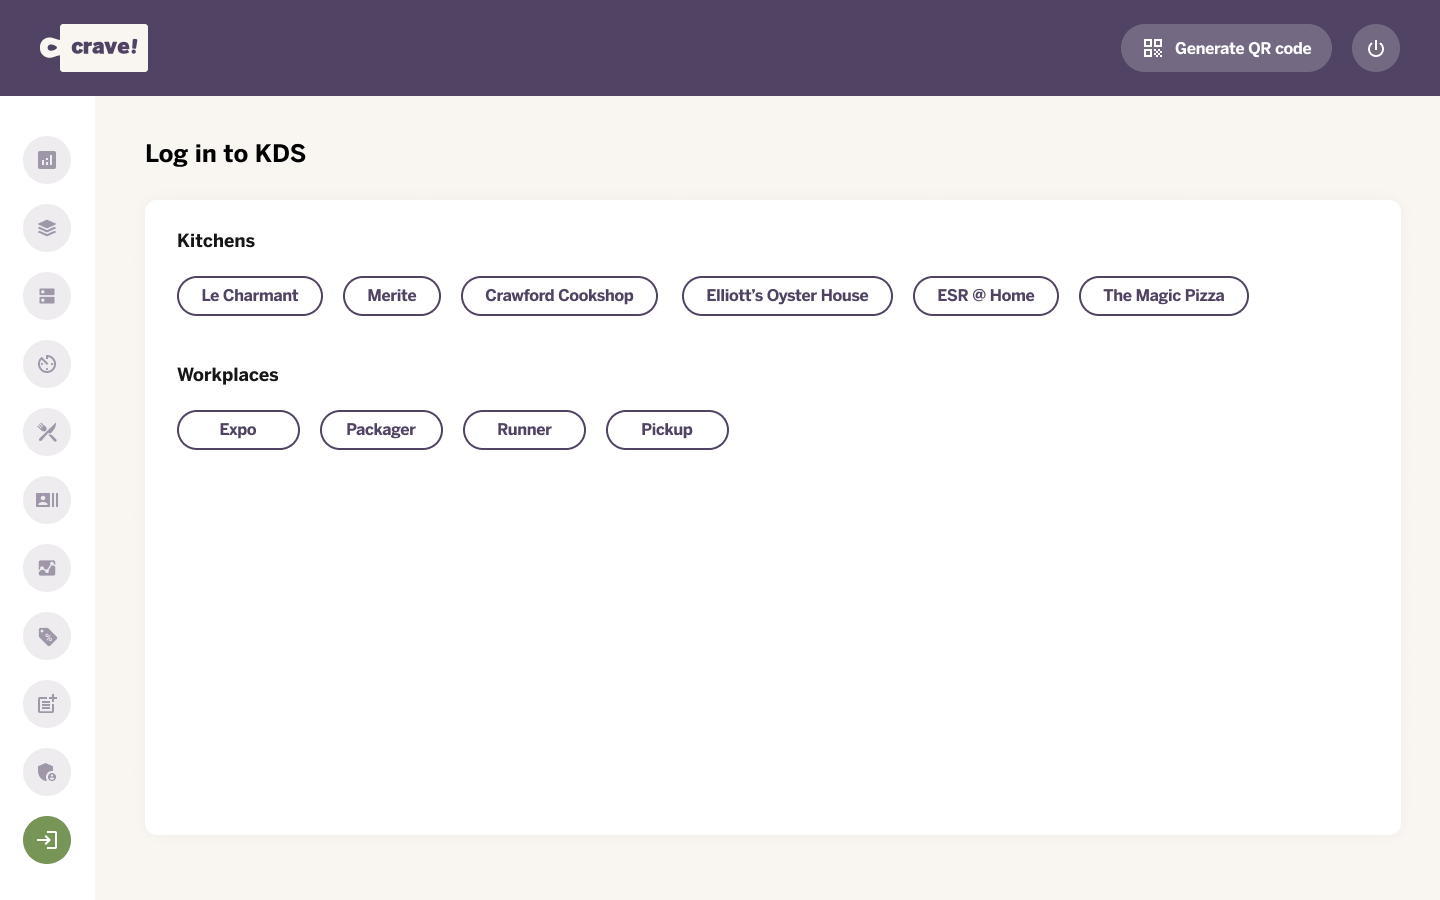 crave!
Generate QR code
Log in to KDS
Kitchens
Le Charmant
Merite
Crawford Cookshop
Elliott’s Oyster House
ESR @ Home
The Magic Pizza
Workplaces
Expo
Packager
Runner
Pickup